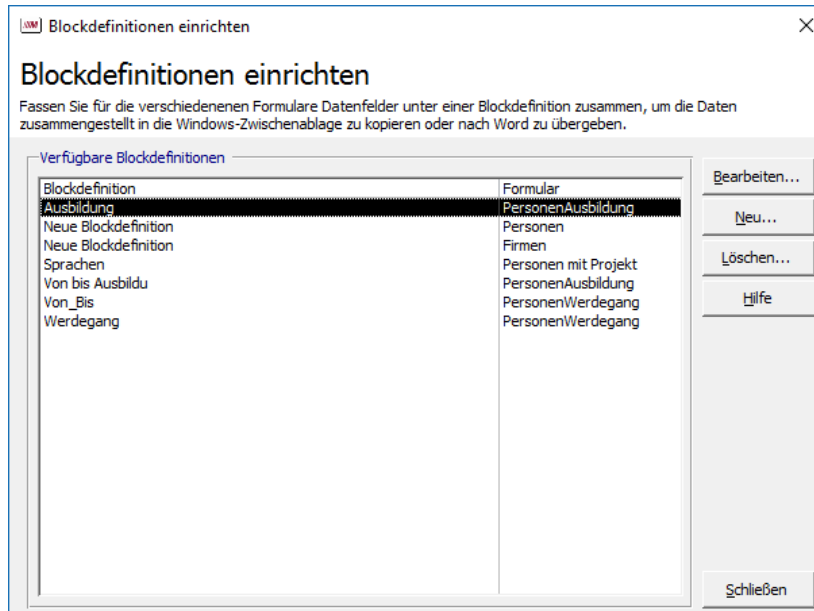 Blockdefinitionen einrichten
Blockdefinitionen einrichten
Fassen Sie für die verschiedenenen Formulare Datenfelder unter einer Blockdefinition zusammen, um die Daten
zusammengestellt in die Windows-Zwischenablage zu kopieren oder nach Word zu übergeben.
Verfügbare Blockdefinitionen
Blockdefinition Formular
Ausbildung PersonenAusbildung
Neue Blockdefinition Personen
Neue Blockdefinition Firmen
Sprachen Personen mit Projekt
Von bis Ausbildu PersonenAusbildung
Von_Bis PersonenWerdegang
Werdegang PersonenWerdegang
Bearbeiten...
Neu...
Löschen...
Hilfe
Schließen